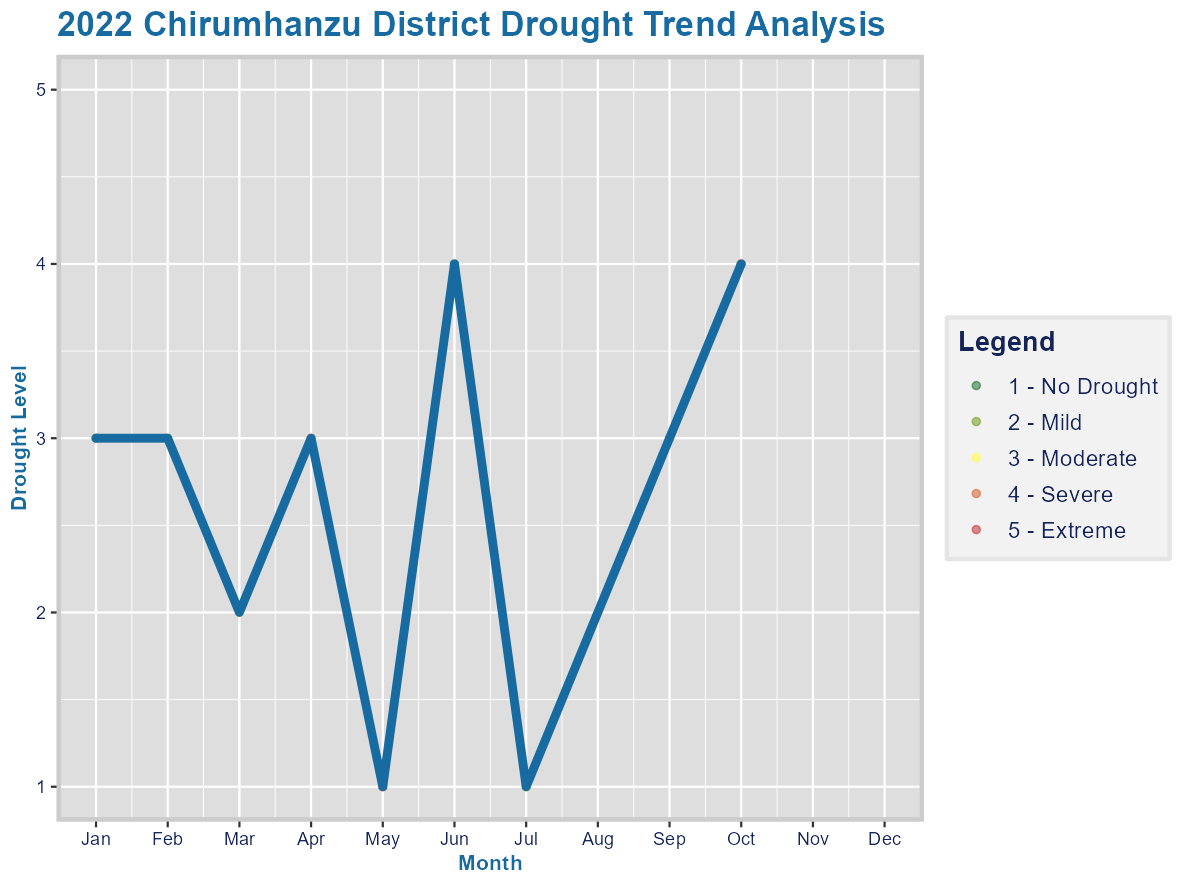 2022 Chirumhanzu District Drought Trend Analysis
5
4
3
2
1
Drought Level
Jan Feb Mar Apr May Jun Jul Aug Sep Oct Nov Dec
Month
Legend
1 - No Drought
2 - Mild
3 - Moderate
4 - Severe
5 - Extreme